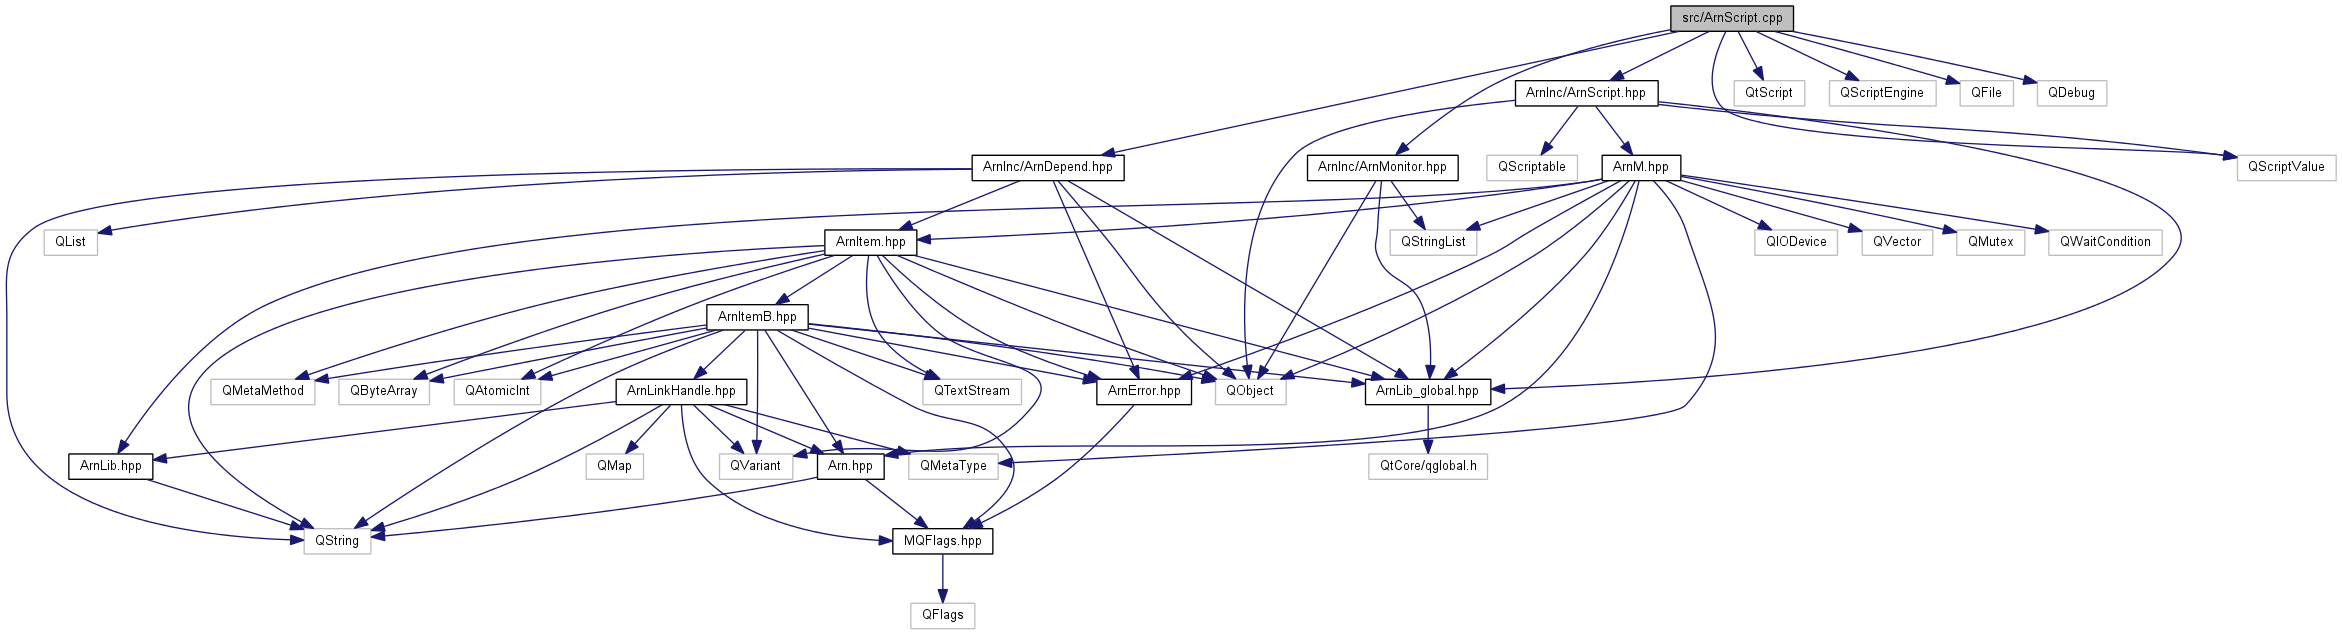 src/ArnScript.cpp
ArnInc/ArnScript.hpp
QtScript
QScriptEngine
QFile
QDebug
ArnInc/ArnDepend.hpp
ArnInc/ArnMonitor.hpp
QScriptable
ArnM.hpp
QScriptValue
QList
ArnItem.hpp
QStringList
QIODevice
QVector
QMutex
QWaitCondition
ArnItemB.hpp
QMetaMethod
QByteArray
QAtomicInt
ArnLinkHandle.hpp
QTextStream
ArnError.hpp
QObject
ArnLib_global.hpp
ArnLib.hpp
QMap
QVariant
Arn.hpp
QMetaType
QtCore/qglobal.h
QString
MQFlags.hpp
QFlags